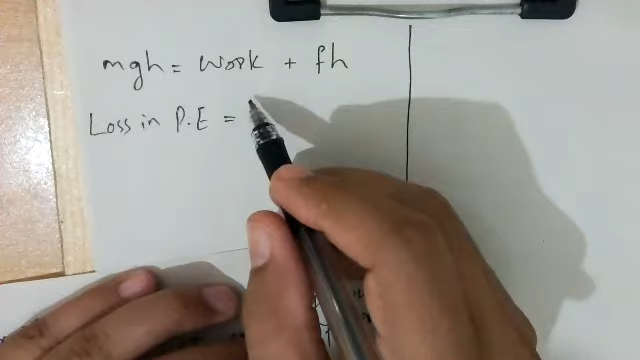 mgh = work + fh
Loss in P.E =